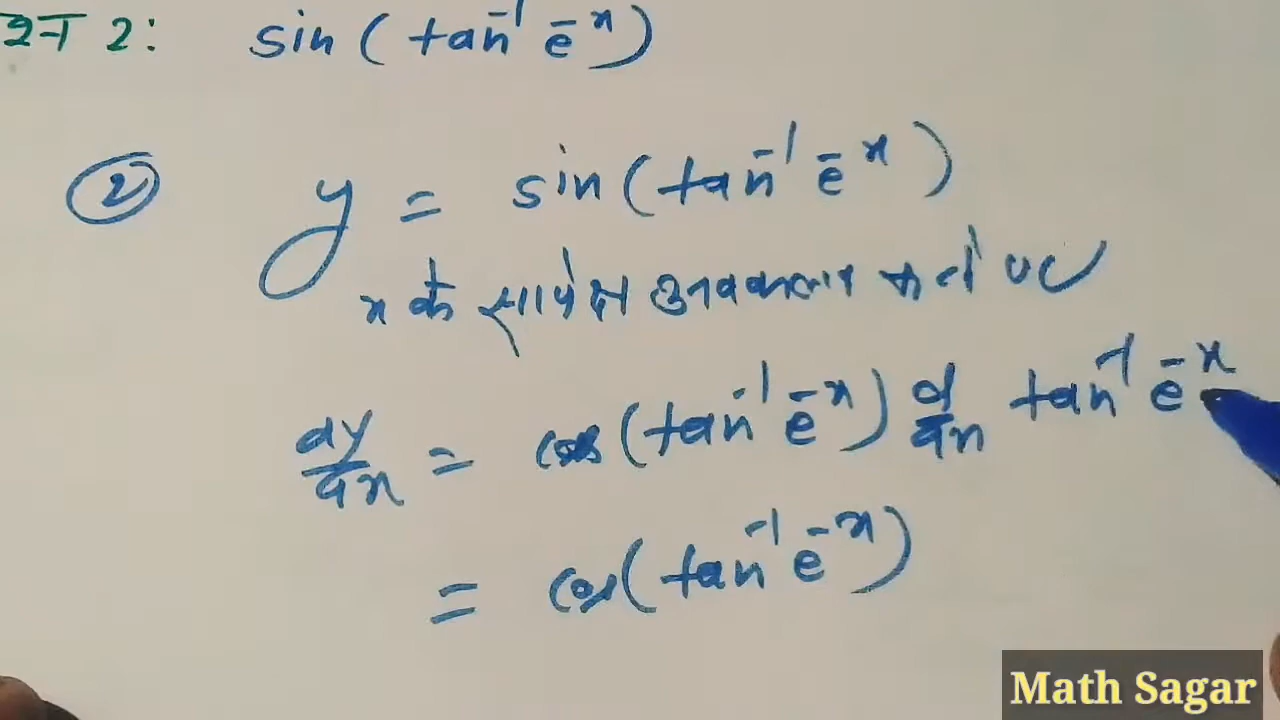 प्रश्न 2: sin(tan⁻¹ e⁻ˣ)
② y = sin(tan⁻¹ e⁻ˣ)
x के सापेक्ष अवकलन करने पर
dy/dx = cos(tan⁻¹ e⁻ˣ) d/dx tan⁻¹ e⁻ˣ
= cos(tan⁻¹ e⁻ˣ)
Math Sagar